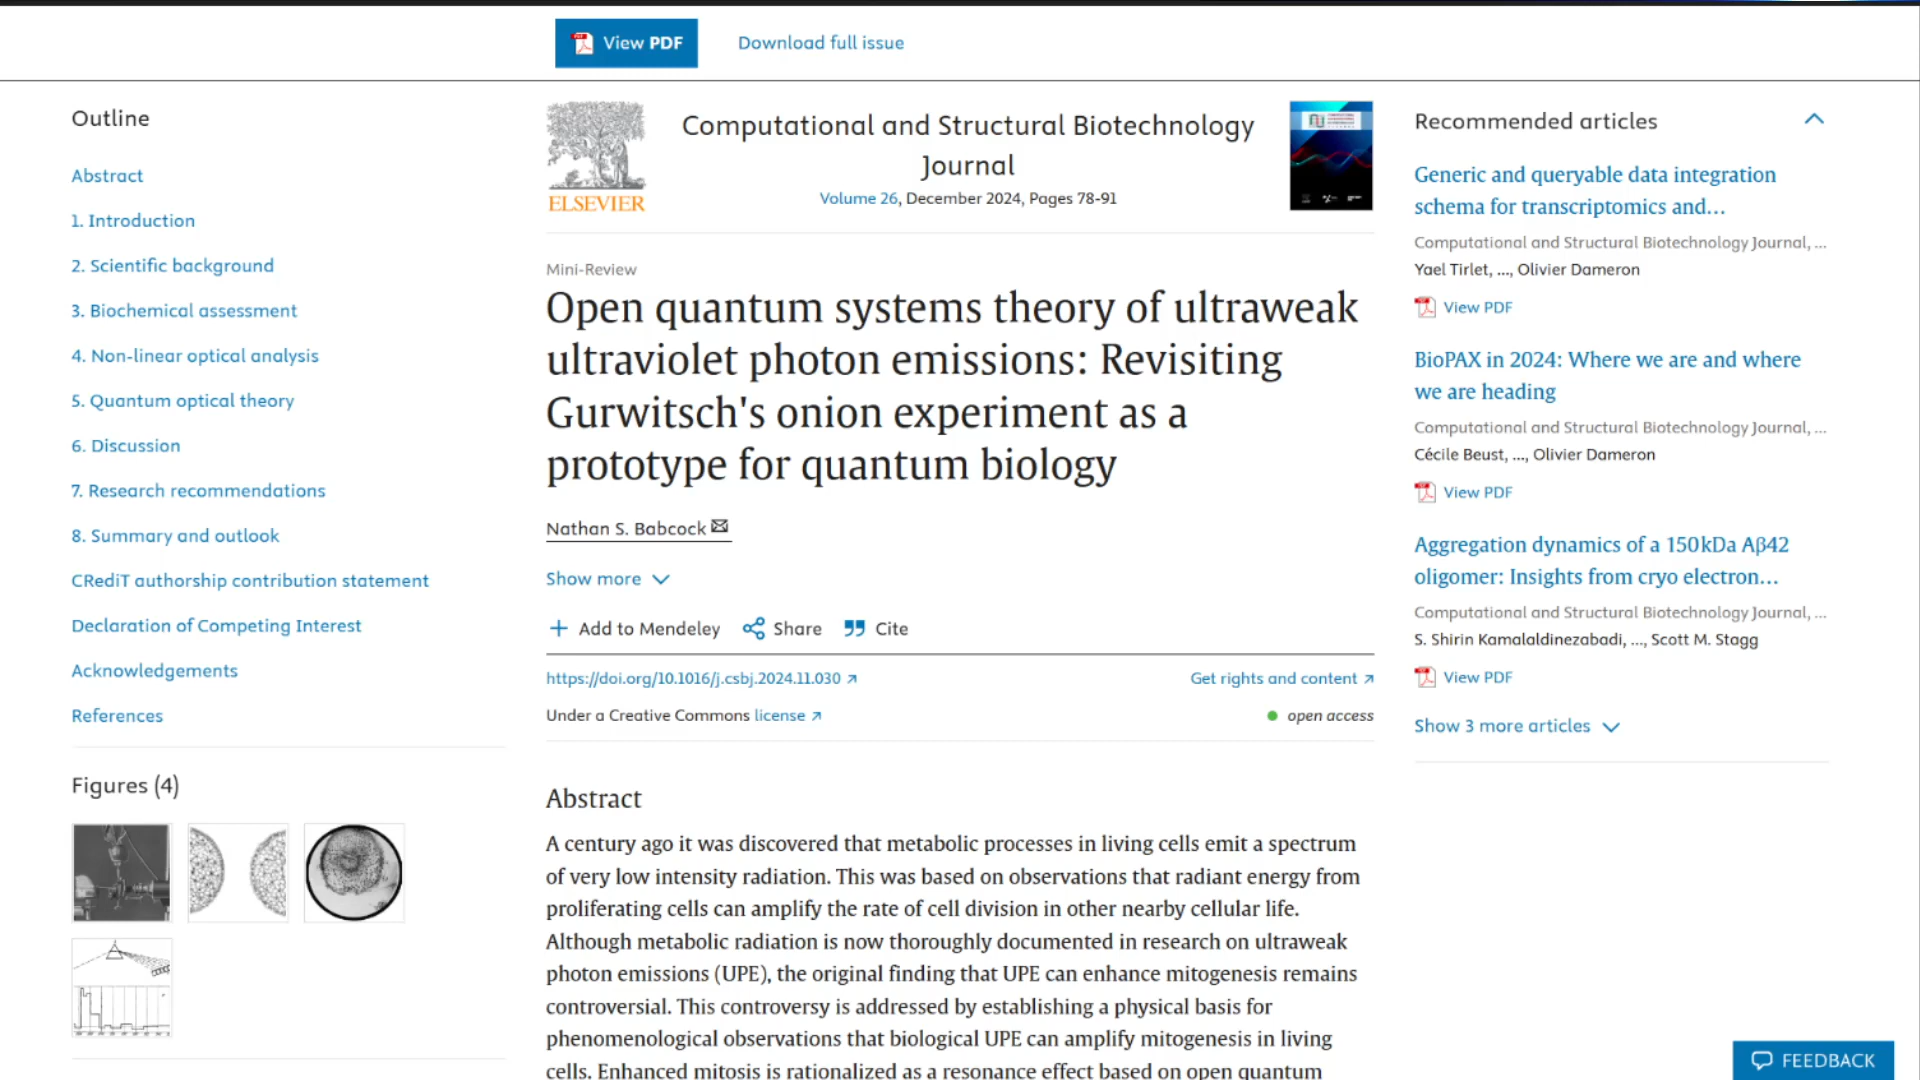 View PDF
Download full issue
Outline
Abstract
1. Introduction
2. Scientific background
3. Biochemical assessment
4. Non-linear optical analysis
5. Quantum optical theory
6. Discussion
7. Research recommendations
8. Summary and outlook
CRediT authorship contribution statement
Declaration of Competing Interest
Acknowledgements
References
Figures (4)
ELSEVIER
Computational and Structural Biotechnology
Journal
Volume 26, December 2024, Pages 78-91
Mini-Review
Open quantum systems theory of ultraweak
ultraviolet photon emissions: Revisiting
Gurwitsch's onion experiment as a
prototype for quantum biology
Nathan S. Babcock
Show more
Add to Mendeley
Share
Cite
https://doi.org/10.1016/j.csbj.2024.11.030
Get rights and content
Under a Creative Commons license
open access
Abstract
A century ago it was discovered that metabolic processes in living cells emit a spectrum
of very low intensity radiation. This was based on observations that radiant energy from
proliferating cells can amplify the rate of cell division in other nearby cellular life.
Although metabolic radiation is now thoroughly documented in research on ultraweak
photon emissions (UPE), the original finding that UPE can enhance mitogenesis remains
controversial. This controversy is addressed by establishing a physical basis for
phenomenological observations that biological UPE can amplify mitogenesis in living
cells. Enhanced mitosis is rationalized as a resonance effect based on open quantum
Recommended articles
Generic and queryable data integration
schema for transcriptomics and...
Computational and Structural Biotechnology Journal, ...
Yael Tirlet, ..., Olivier Dameron
View PDF
BioPAX in 2024: Where we are and where
we are heading
Computational and Structural Biotechnology Journal, ...
Cécile Beust, ..., Olivier Dameron
View PDF
Aggregation dynamics of a 150kDa Aβ42
oligomer: Insights from cryo electron...
Computational and Structural Biotechnology Journal, ...
S. Shirin Kamalaldinezabadi, ..., Scott M. Stagg
View PDF
Show 3 more articles
FEEDBACK